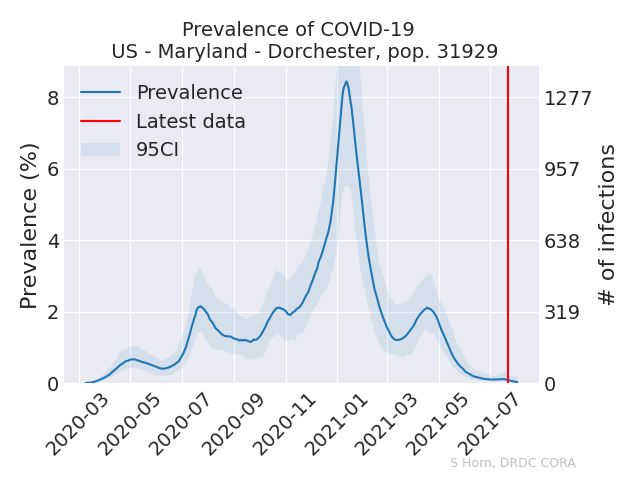 Prevalence of COVID-19
US - Maryland - Dorchester, pop. 31929
Prevalence
Latest data
95CI
Prevalence (%)
8
6
4
2
0
1277
957
638
319
0
# of infections
2020-03
2020-05
2020-07
2020-09
2020-11
2021-01
2021-03
2021-05
2021-07
S Horn, DRDC CORA